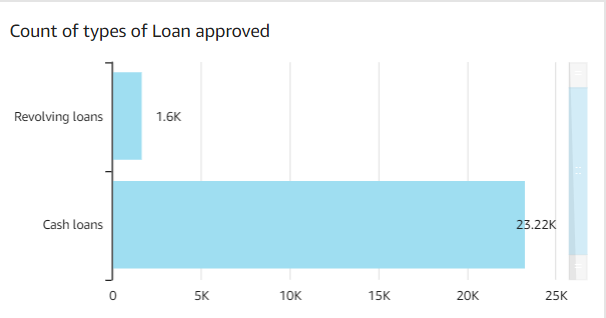 Count of types of Loan approved
Revolving loans
1.6K
Cash loans
23.22K
0 5K 10K 15K 20K 25K